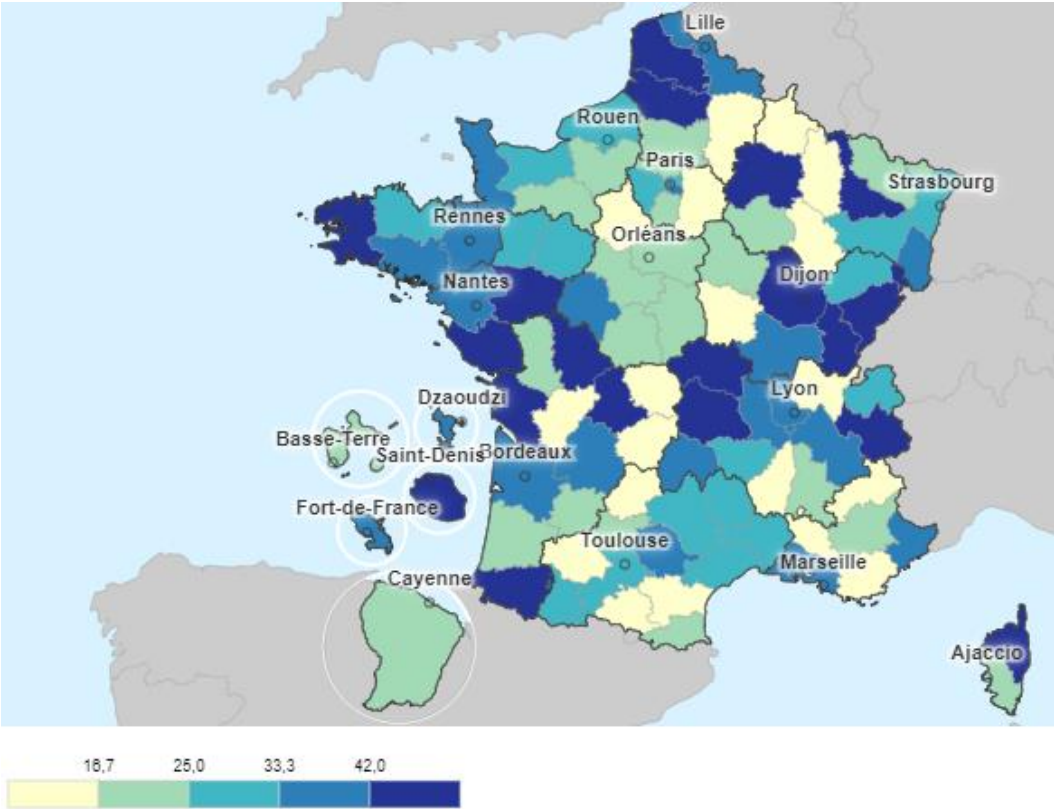 Lille
Rouen
Paris
Strasbourg
Rennes
Orléans
Nantes
Dijon
Dzaoudzi
Lyon
Basse-Terre
Saint-Denis
Bordeaux
Fort-de-France
Toulouse
Marseille
Cayenne
Ajaccio
16,7 25,0 33,3 42,0